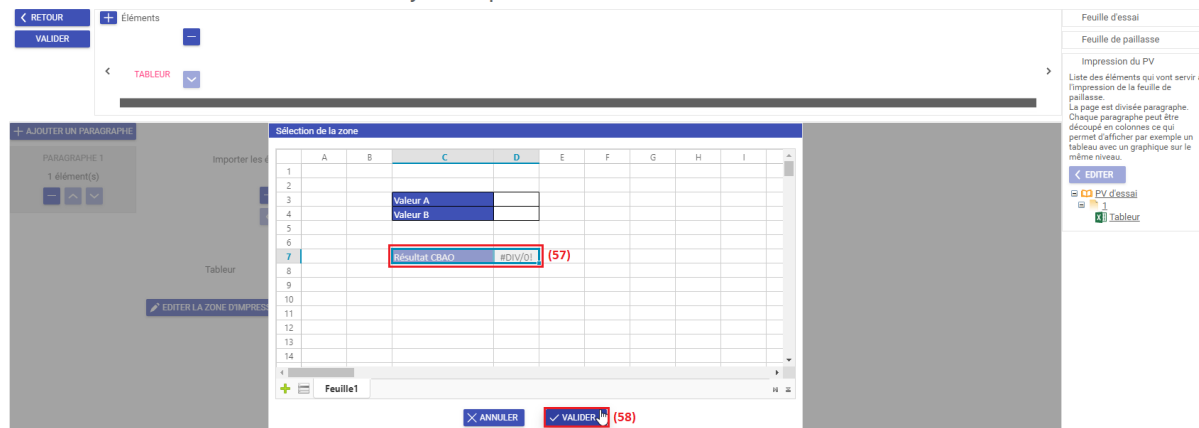 RETOUR
Éléments
VALIDER
TABLEUR
Feuille d'essai
Feuille de paillasse
Impression du PV
Liste des éléments qui vont servir à
l'impression de la feuille de
paillasse.
La page est divisée paragraphe.
Chaque paragraphe peut être
découpé en colonnes ce qui
permet d'afficher par exemple un
tableau avec un graphique sur le
même niveau.
EDITER
PV d'essai
1
Tableur
+ AJOUTER UN PARAGRAPHE
PARAGRAPHE 1
1 élément(s)
Importer les é
Tableur
EDITER LA ZONE D'IMPRESS
Sélection de la zone
A B C D E F G H I
1
2
3 Valeur A
4 Valeur B
5
6
7 Résultat CBAO #DIV/0! (57)
8
9
10
11
12
13
14
Feuille1
ANNULER VALIDER (58)